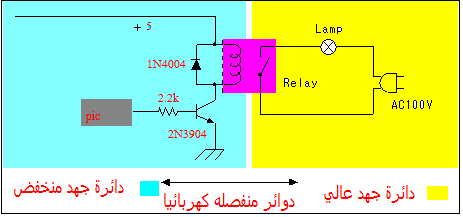 + 5
Lamp
1N4004
Relay
2.2k
pic
AC100V
2N3904
دائرة جهد عالي
دوائر منفصله كهربائيا
دائرة جهد منخفض